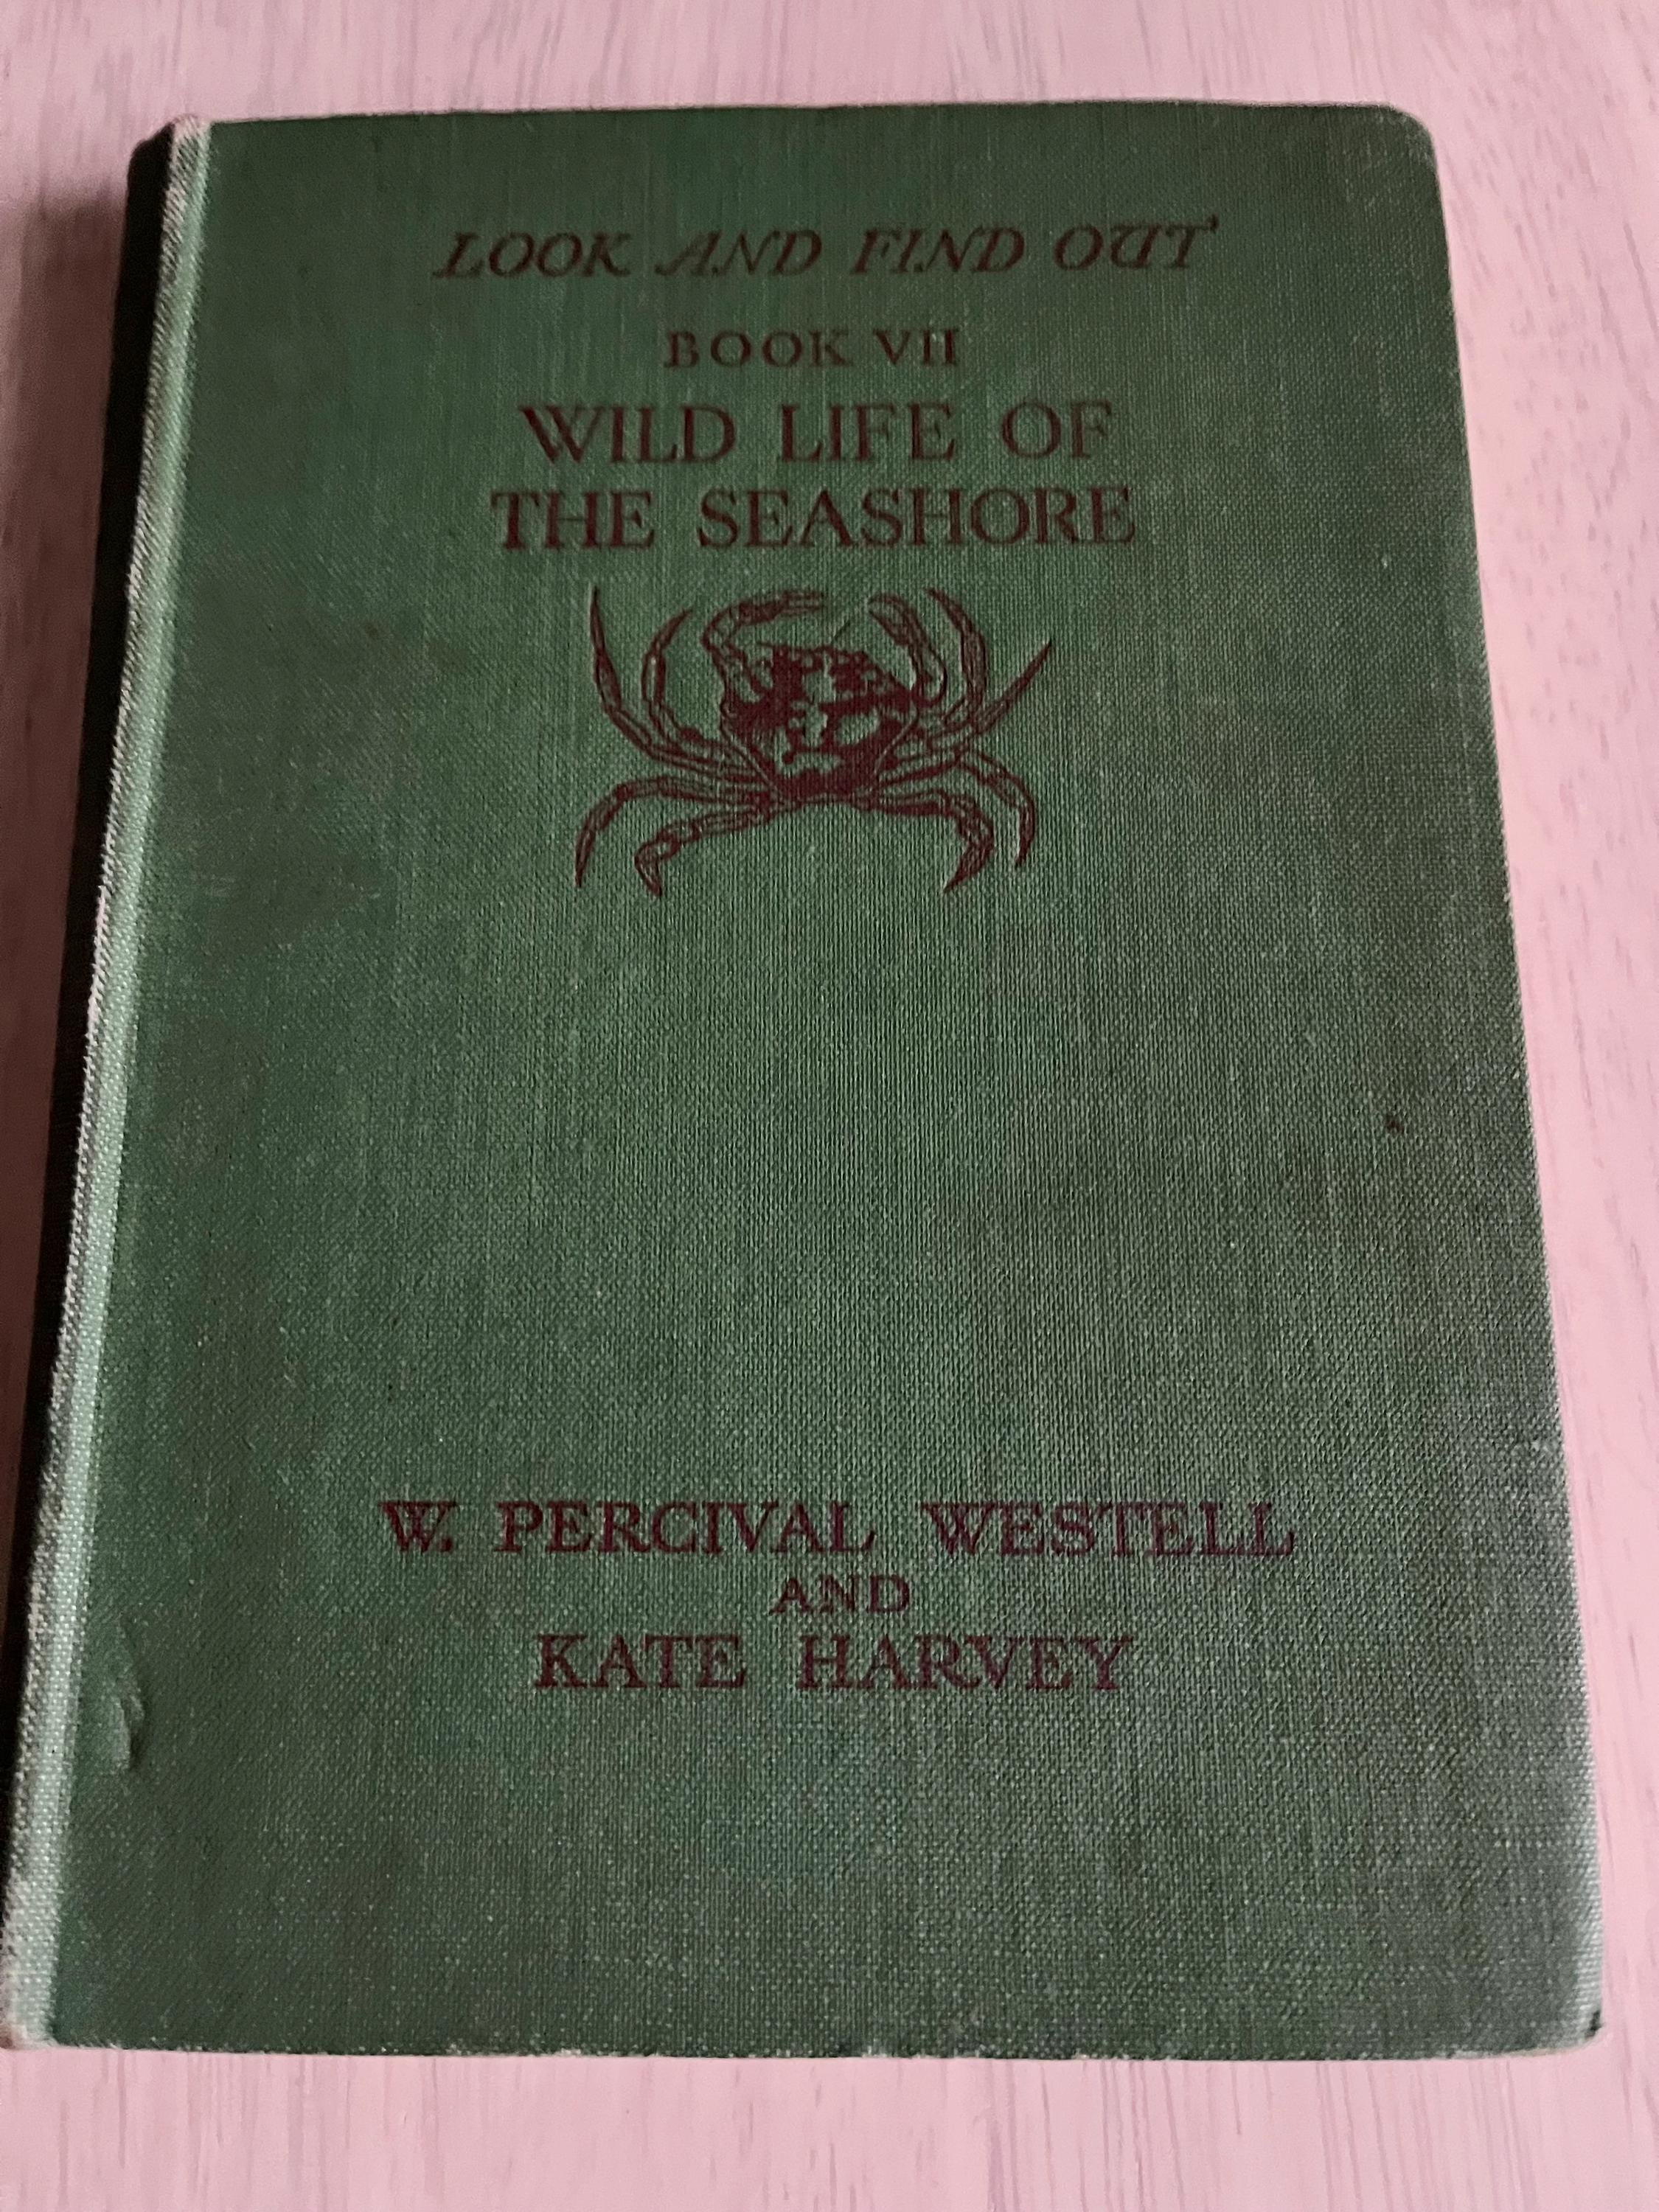 LOOK AND FIND OUT
BOOK VII
WILD LIFE OF
THE SEASHORE
W. PERCIVAL WESTELL
AND
KATE HARVEY